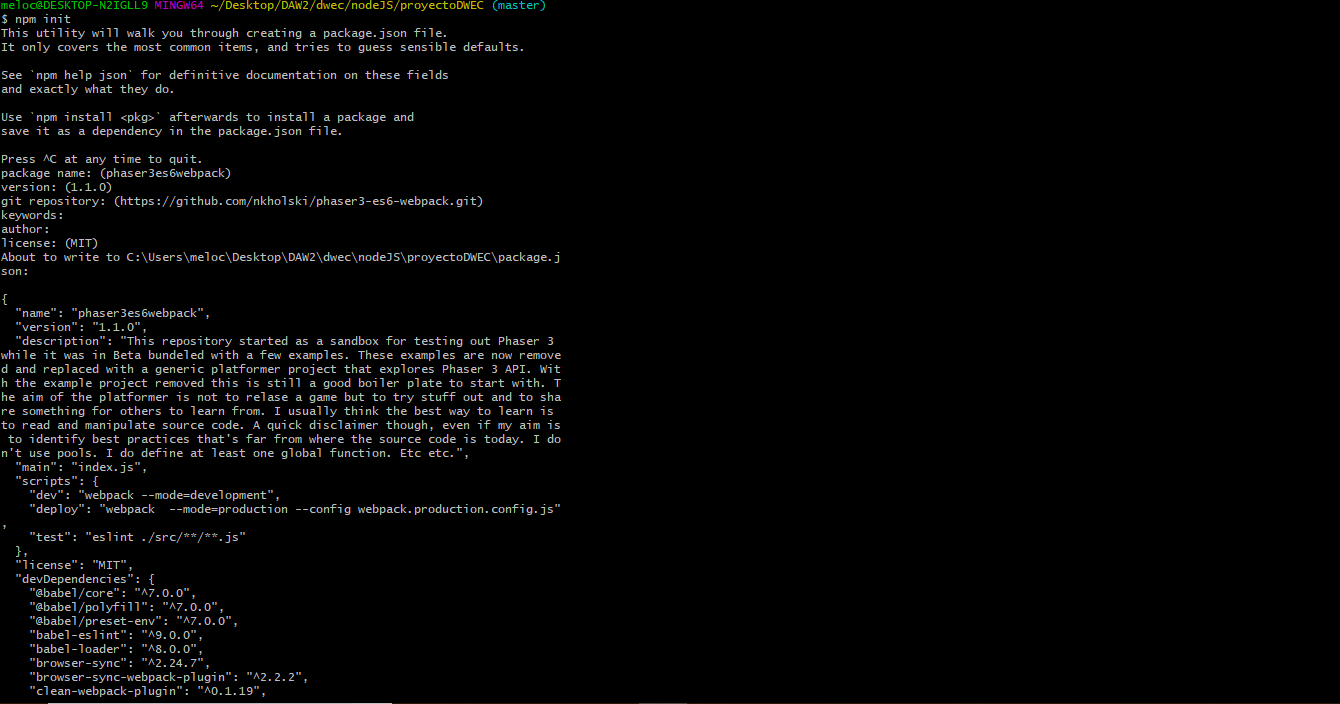 meloc@DESKTOP-N2IGLL9 MINGW64 ~/Desktop/DAW2/dwec/nodeJS/proyectoDWEC (master)
$ npm init
This utility will walk you through creating a package.json file.
It only covers the most common items, and tries to guess sensible defaults.
See `npm help json` for definitive documentation on these fields
and exactly what they do.
Use `npm install <pkg>` afterwards to install a package and
save it as a dependency in the package.json file.
Press ^C at any time to quit.
package name: (phaser3es6webpack)
version: (1.1.0)
git repository: (https://github.com/nkholski/phaser3-es6-webpack.git)
keywords:
author:
license: (MIT)
About to write to C:\Users\meloc\Desktop\DAW2\dwec\nodeJS\proyectoDWEC\package.j
son:
{
  "name": "phaser3es6webpack",
  "version": "1.1.0",
  "description": "This repository started as a sandbox for testing out Phaser 3
while it was in Beta bundeled with a few examples. These examples are now remove
d and replaced with a generic platformer project that explores Phaser 3 API. Wit
h the example project removed this is still a good boiler plate to start with. T
he aim of the platformer is not to relase a game but to try stuff out and to sha
re something for others to learn from. I usually think the best way to learn is
to read and manipulate source code. A quick disclaimer though, even if my aim is
 to identify best practices that's far from where the source code is today. I do
n't use pools. I do define at least one global function. Etc etc.",
  "main": "index.js",
  "scripts": {
    "dev": "webpack --mode=development",
    "deploy": "webpack  --mode=production --config webpack.production.config.js"
,
    "test": "eslint ./src/**/**.js"
  },
  "license": "MIT",
  "devDependencies": {
    "@babel/core": "^7.0.0",
    "@babel/polyfill": "^7.0.0",
    "@babel/preset-env": "^7.0.0",
    "babel-eslint": "^9.0.0",
    "babel-loader": "^8.0.0",
    "browser-sync": "^2.24.7",
    "browser-sync-webpack-plugin": "^2.2.2",
    "clean-webpack-plugin": "^0.1.19",